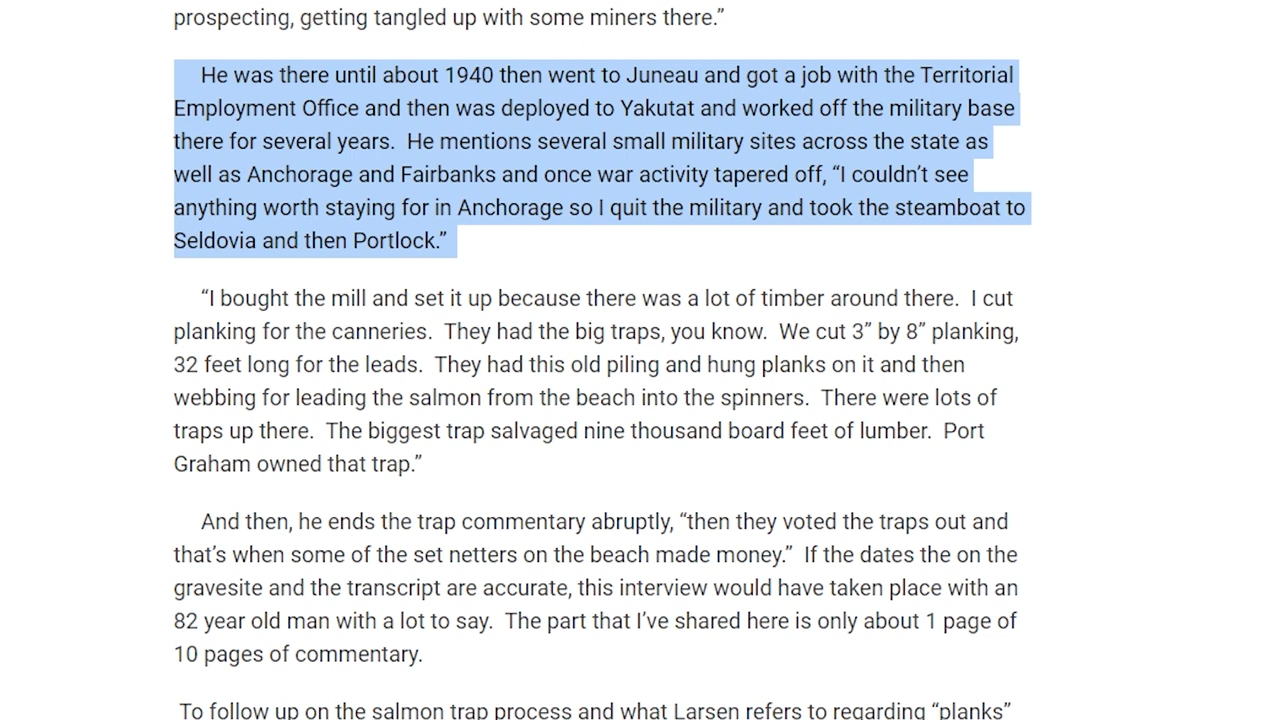 prospecting, getting tangled up with some miners there.”
He was there until about 1940 then went to Juneau and got a job with the Territorial
Employment Office and then was deployed to Yakutat and worked off the military base
there for several years.  He mentions several small military sites across the state as
well as Anchorage and Fairbanks and once war activity tapered off, “I couldn’t see
anything worth staying for in Anchorage so I quit the military and took the steamboat to
Seldovia and then Portlock.”
“I bought the mill and set it up because there was a lot of timber around there.  I cut
planking for the canneries.  They had the big traps, you know.  We cut 3” by 8” planking,
32 feet long for the leads.  They had this old piling and hung planks on it and then
webbing for leading the salmon from the beach into the spinners.  There were lots of
traps up there.  The biggest trap salvaged nine thousand board feet of lumber.  Port
Graham owned that trap.”
And then, he ends the trap commentary abruptly, “then they voted the traps out and
that’s when some of the set netters on the beach made money.”  If the dates the on the
gravesite and the transcript are accurate, this interview would have taken place with an
82 year old man with a lot to say.  The part that I’ve shared here is only about 1 page of
10 pages of commentary.
To follow up on the salmon trap process and what Larsen refers to regarding “planks”